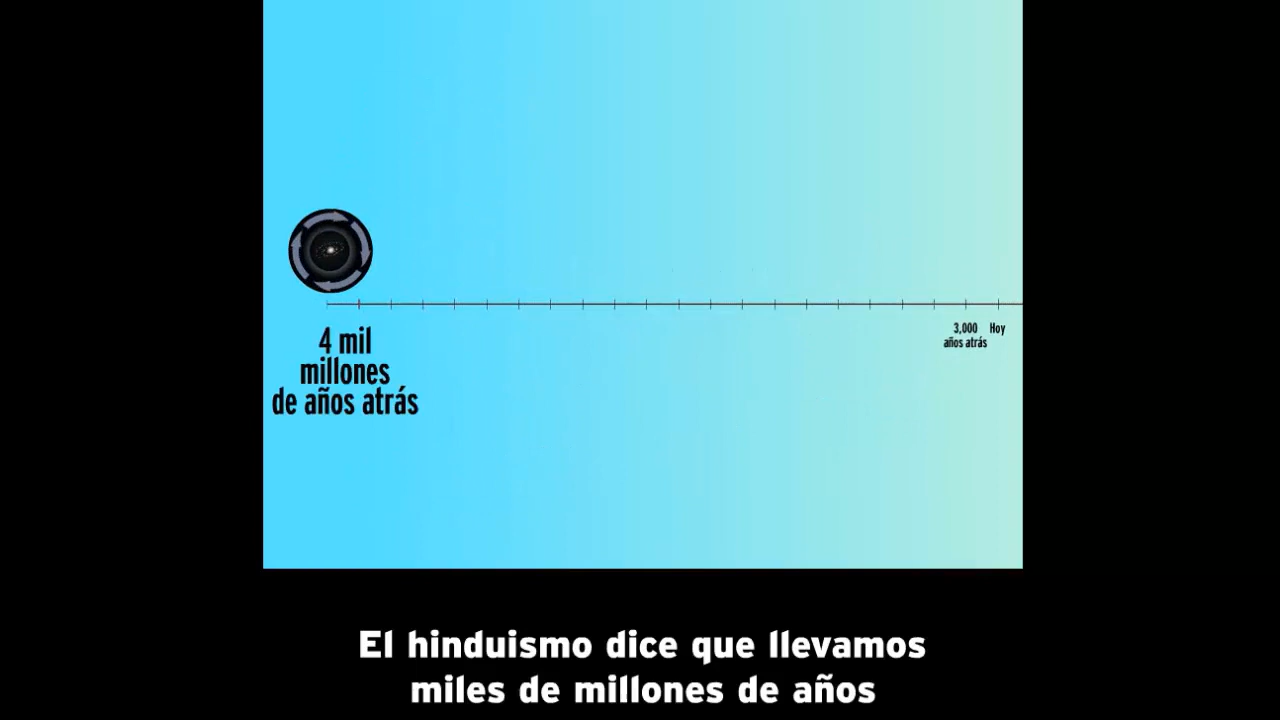 4 mil
millones
de años atrás
3,000
años atrás
Hoy
El hinduismo dice que llevamos
miles de millones de años